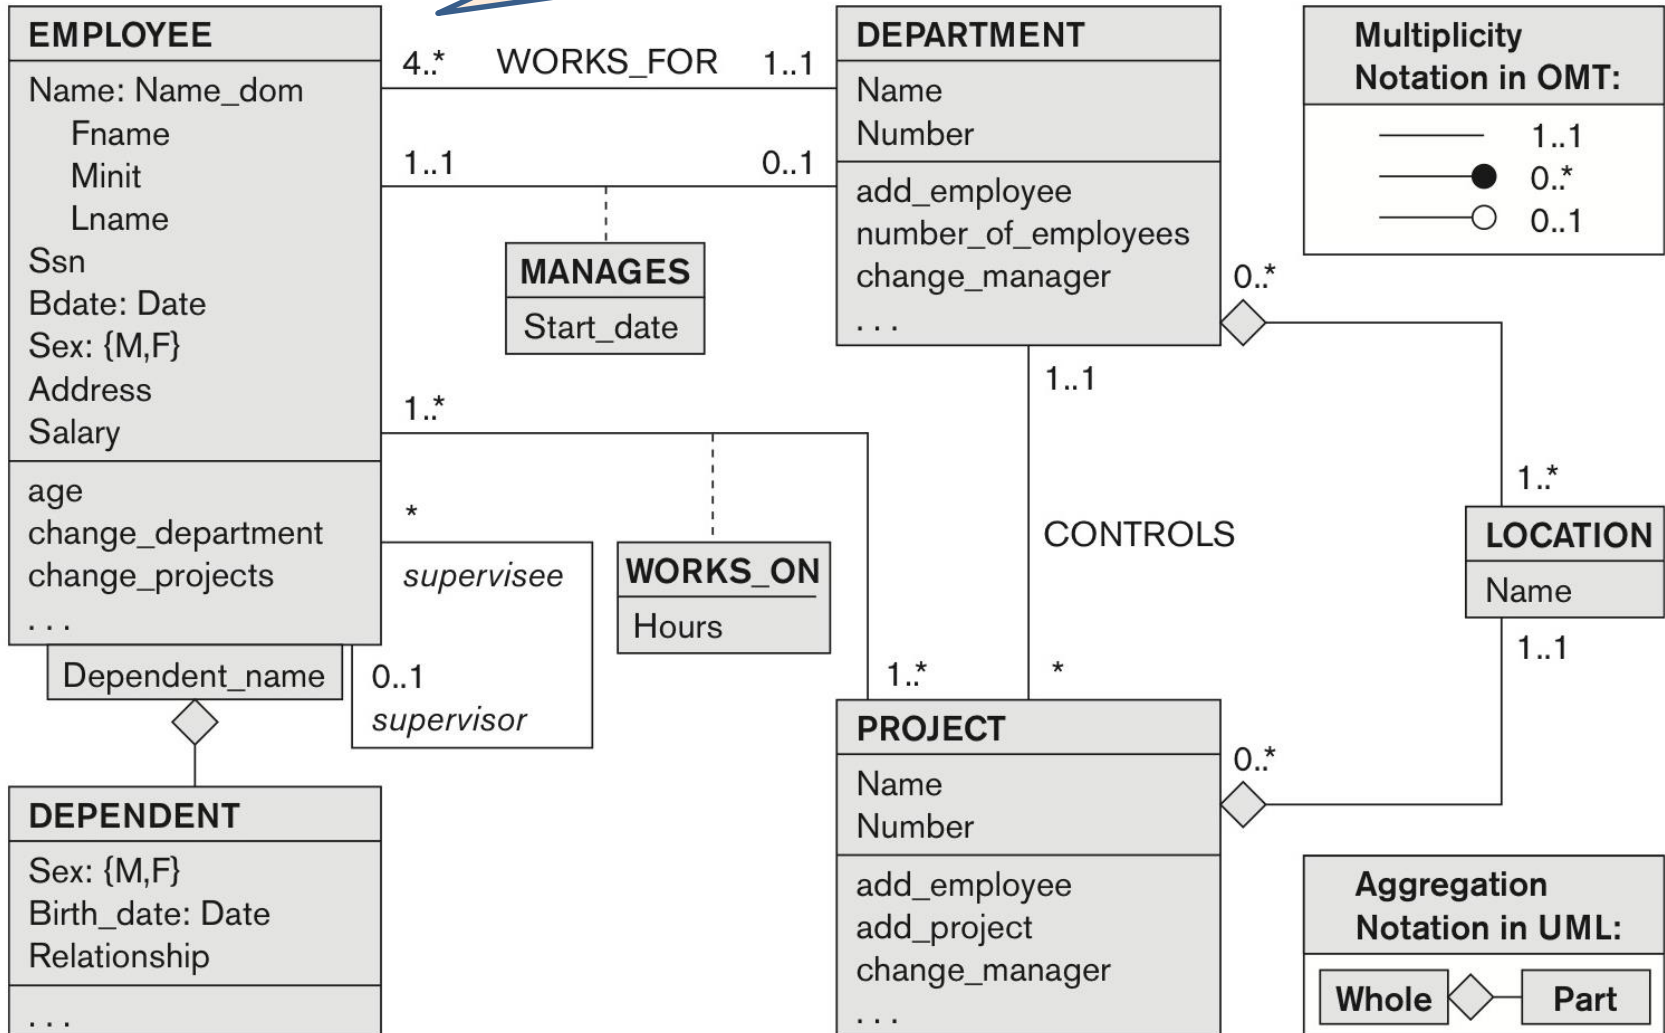 EMPLOYEE
Name: Name_dom
Fname
Minit
Lname
Ssn
Bdate: Date
Sex: {M,F}
Address
Salary
age
change_department
change_projects
. . .
Dependent_name
4..* WORKS_FOR 1..1
1..1 0..1
MANAGES
Start_date
1..*
*
supervisee
0..1
supervisor
WORKS_ON
Hours
1..*
DEPARTMENT
Name
Number
add_employee
number_of_employees
change_manager
. . .
1..1
CONTROLS
*
0..*
1..*
LOCATION
Name
1..1
0..*
PROJECT
Name
Number
add_employee
add_project
change_manager
. . .
DEPENDENT
Sex: {M,F}
Birth_date: Date
Relationship
. . .
Multiplicity
Notation in OMT:
1..1
0..*
0..1
Aggregation
Notation in UML:
Whole Part